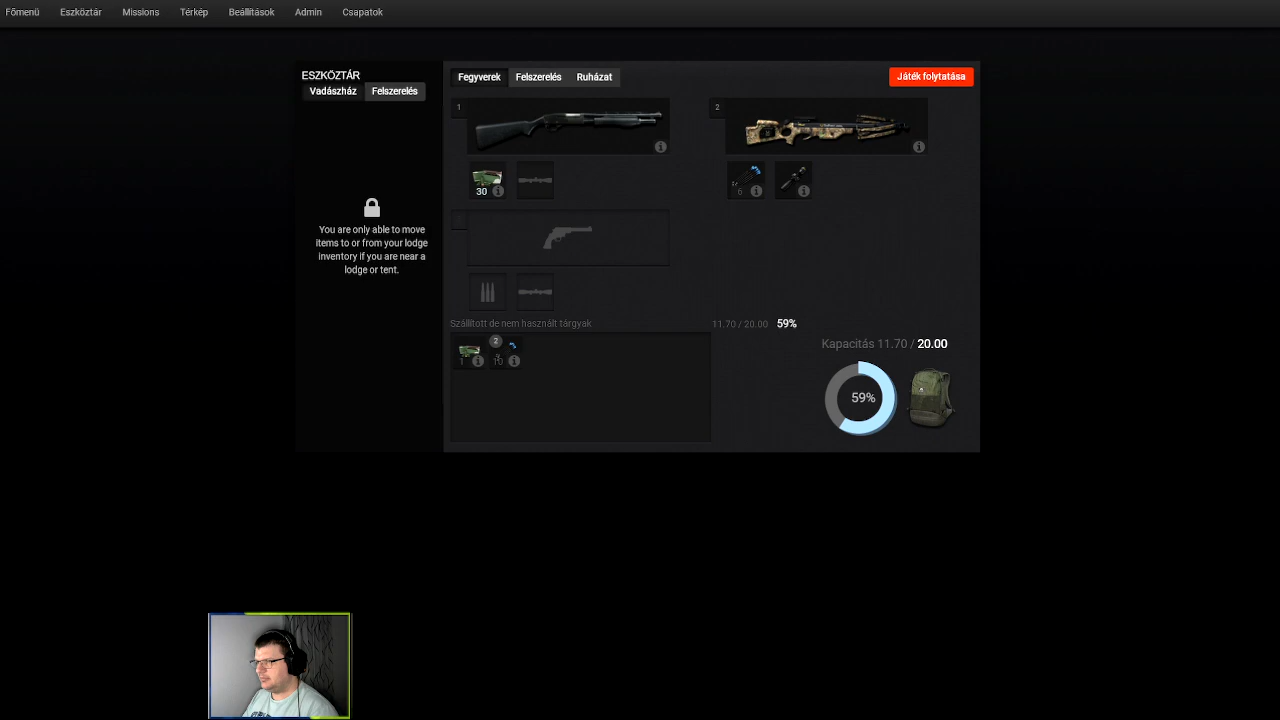 Főmenü Eszköztár Missions Térkép Beállítások Admin Csapatok
ESZKÖZTÁR
Vadászház Felszerelés
Fegyverek Felszerelés Ruházat
Játék folytatása
1
2
30
6
You are only able to move
items to or from your lodge
inventory if you are near a
lodge or tent.
Szállított de nem használt tárgyak
11.70 / 20.00 59%
Kapacitás 11.70 / 20.00
2
1
10
59%